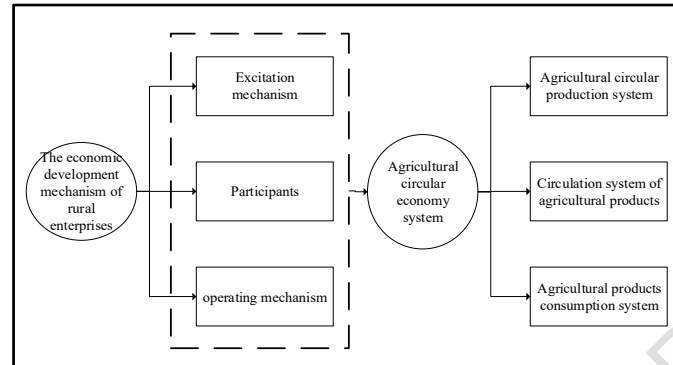 The economic
development
mechanism of
rural
enterprises
Excitation
mechanism
Participants
operating mechanism
Agricultural
circular
economy
system
Agricultural circular
production system
Circulation system of
agricultural products
Agricultural products
consumption system